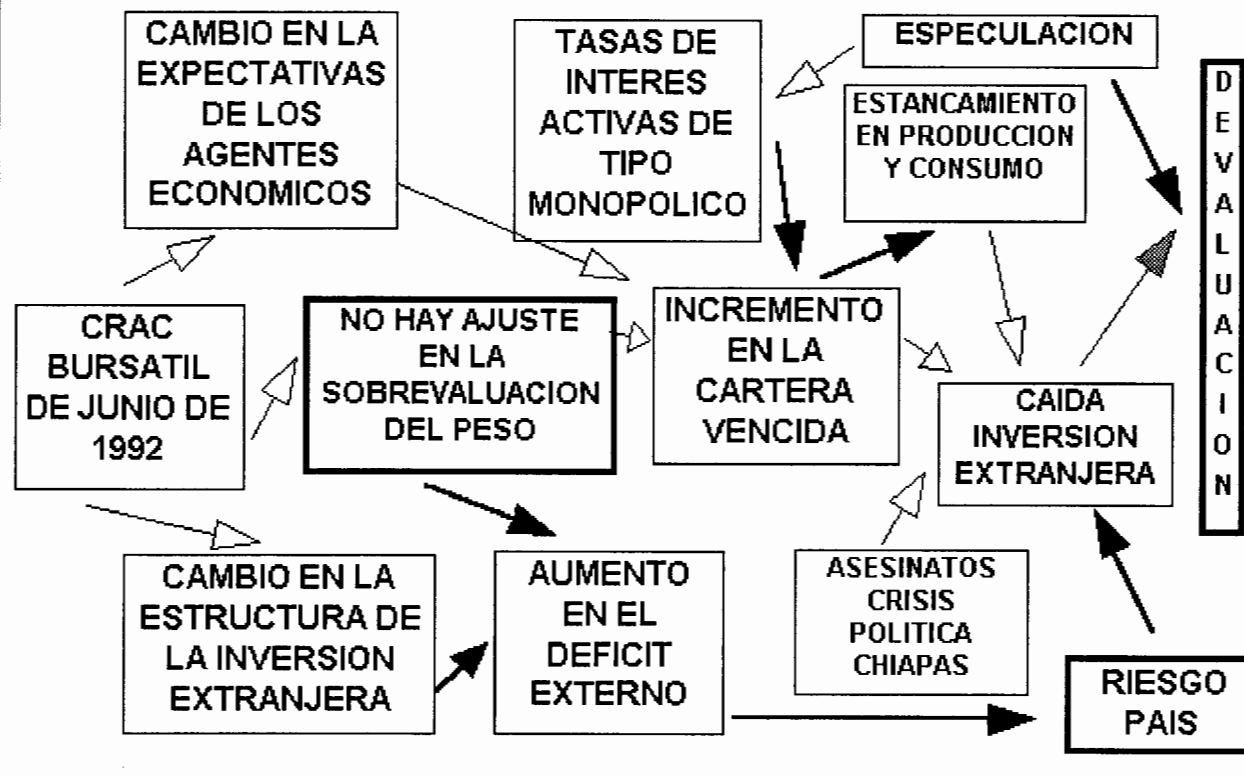 CAMBIO EN LA
EXPECTATIVAS
DE LOS
AGENTES
ECONOMICOS
TASAS DE
INTERES
ACTIVAS DE
TIPO
MONOPOLICO
ESPECULACION
ESTANCAMIENTO
EN PRODUCCION
Y CONSUMO
DEVALUACION
CRAC
BURSATIL
DE JUNIO DE
1992
NO HAY AJUSTE
EN LA
SOBREVALUACION
DEL PESO
INCREMENTO
EN LA
CARTERA
VENCIDA
CAIDA
INVERSION
EXTRANJERA
CAMBIO EN LA
ESTRUCTURA DE
LA INVERSION
EXTRANJERA
AUMENTO
EN EL
DEFICIT
EXTERNO
ASESINATOS
CRISIS
POLITICA
CHIAPAS
RIESGO
PAIS